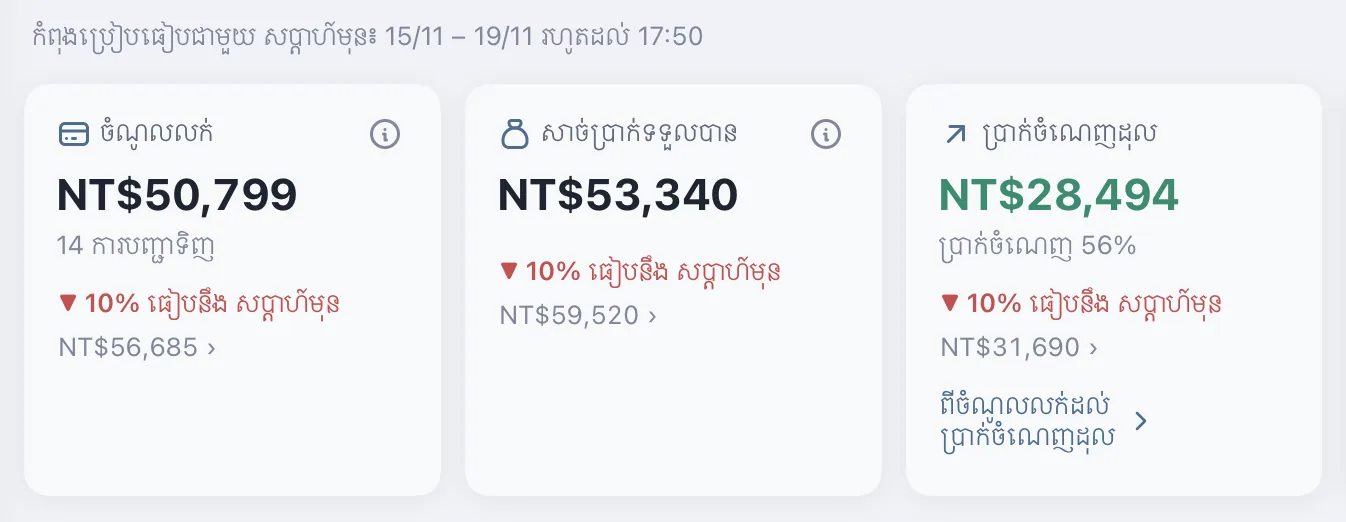 កំពុងប្រៀបធៀបជាមួយ សប្ដាហ៍មុន៖ 15/11 – 19/11 រហូតដល់ 17:50
ចំណូលលក់
NT$50,799
14 ការបញ្ជាទិញ
▼ 10% ធៀបនឹង សប្ដាហ៍មុន
NT$56,685 ›
សាច់ប្រាក់ទទួលបាន
NT$53,340
▼ 10% ធៀបនឹង សប្ដាហ៍មុន
NT$59,520 ›
ប្រាក់ចំណេញដុល
NT$28,494
ប្រាក់ចំណេញ 56%
▼ 10% ធៀបនឹង សប្ដាហ៍មុន
NT$31,690 ›
ពីចំណូលលក់ដល់
ប្រាក់ចំណេញដុល